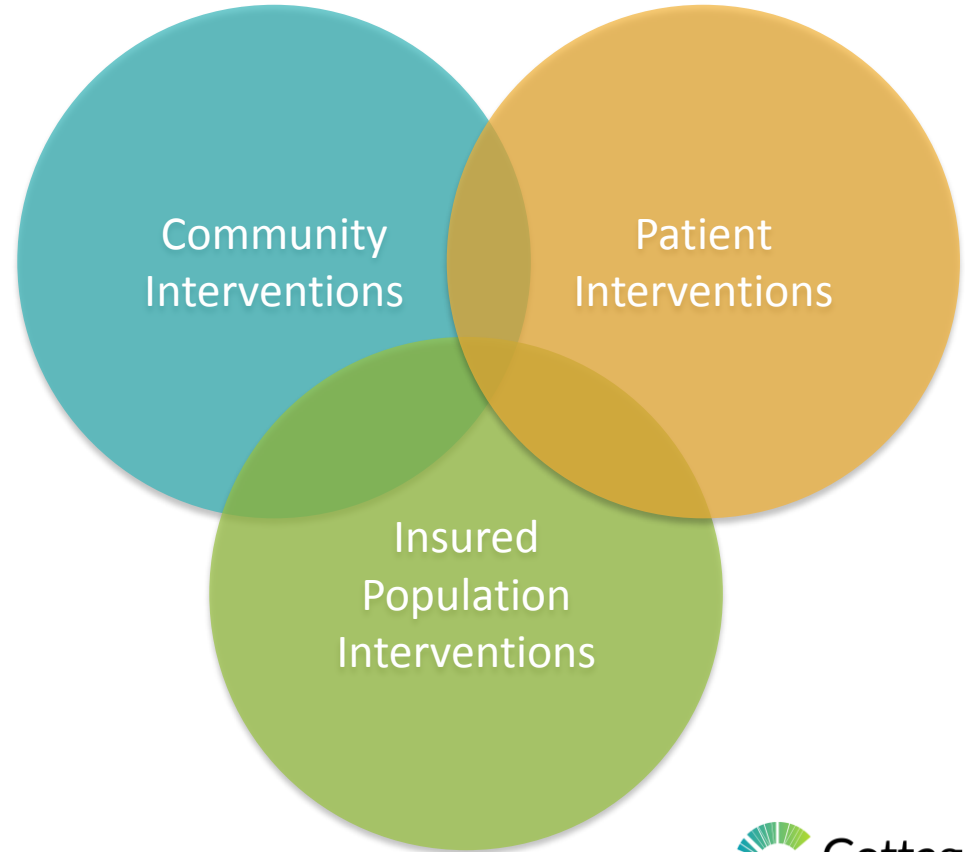 Community
Interventions
Patient
Interventions
Insured
Population
Interventions